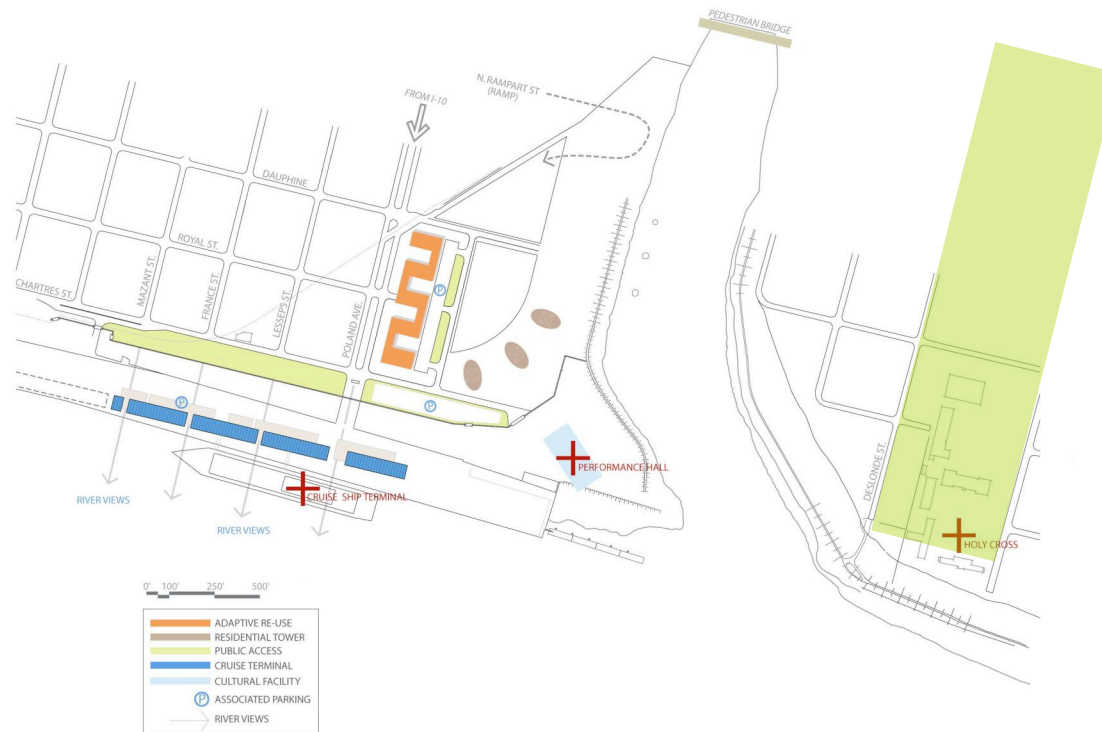 PEDESTRIAN BRIDGE
N. RAMPART ST
(RAMP)
FROM I-10
DAUPHINE
ROYAL ST.
CHARTRES ST.
MAZANT ST.
FRANCE ST.
LESSEPS ST.
POLAND AVE.
P
P
P
DESLONDE ST.
PERFORMANCE HALL
CRUISE SHIP TERMINAL
HOLY CROSS
RIVER VIEWS
RIVER VIEWS
0' 100' 250' 500'
ADAPTIVE RE-USE
RESIDENTIAL TOWER
PUBLIC ACCESS
CRUISE TERMINAL
CULTURAL FACILITY
P ASSOCIATED PARKING
RIVER VIEWS